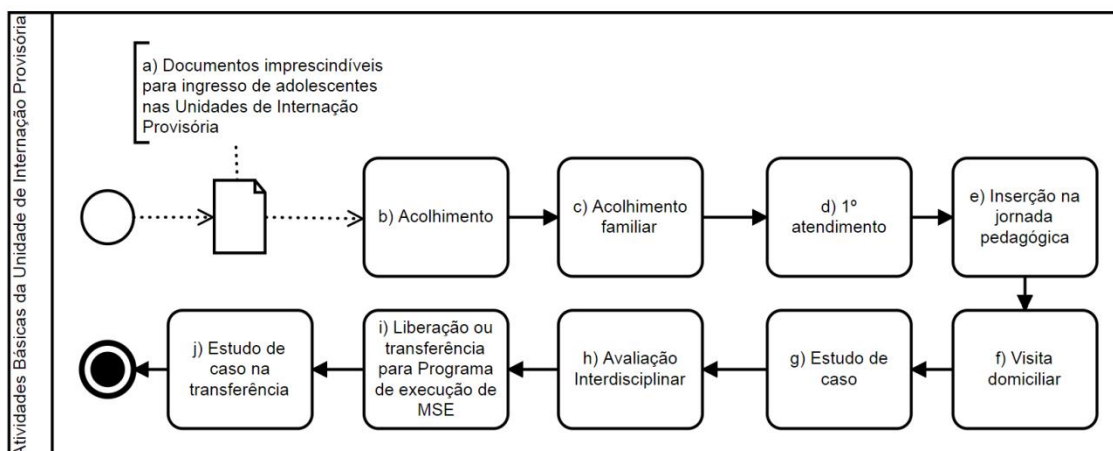 Atividades Básicas da Unidade de Internação Provisória
a) Documentos imprescindíveis
para ingresso de adolescentes
nas Unidades de Internação
Provisória
b) Acolhimento
c) Acolhimento
familiar
d) 1º
atendimento
e) Inserção na
jornada
pedagógica
f) Visita
domiciliar
g) Estudo de
caso
h) Avaliação
Interdisciplinar
i) Liberação ou
transferência
para Programa
de execução de
MSE
j) Estudo de
caso na
transferência